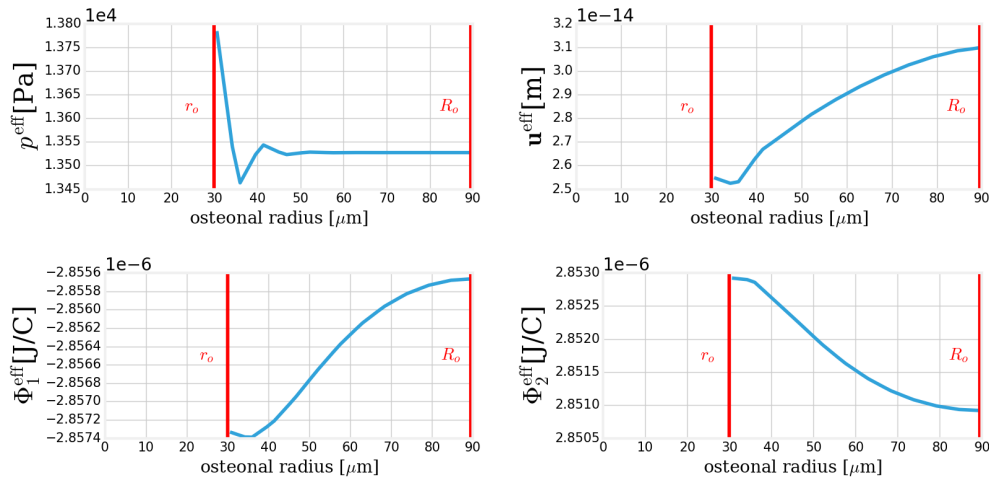 1e4
1.380
1.375
1.370
1.365
1.360
1.355
1.350
1.345
p^eff [Pa]
r_o
R_o
0 10 20 30 40 50 60 70 80 90
osteonal radius [μm]
1e−14
3.2
3.1
3.0
2.9
2.8
2.7
2.6
2.5
u^eff [m]
r_o
R_o
0 10 20 30 40 50 60 70 80 90
osteonal radius [μm]
1e−6
−2.8556
−2.8558
−2.8560
−2.8562
−2.8564
−2.8566
−2.8568
−2.8570
−2.8572
−2.8574
Φ_1^eff [J/C]
r_o
R_o
0 10 20 30 40 50 60 70 80 90
osteonal radius [μm]
1e−6
2.8530
2.8525
2.8520
2.8515
2.8510
2.8505
Φ_2^eff [J/C]
r_o
R_o
0 10 20 30 40 50 60 70 80 90
osteonal radius [μm]